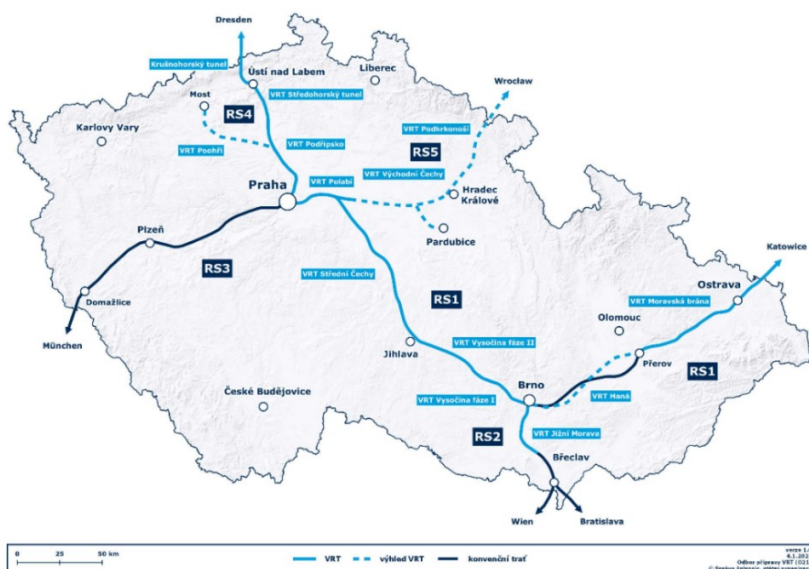 Dresden
Krušnohorský tunel
Ústí nad Labem
Liberec
Wrocław
Most
VRT Středohorský tunel
RS4
Karlovy Vary
VRT Podkrkonoší
VRT Poohří
VRT Podřipsko
RS5
VRT Východní Čechy
Praha
VRT Polabí
Hradec
Králové
Pardubice
Plzeň
Katowice
RS3
VRT Střední Čechy
Ostrava
RS1
VRT Moravská brána
Domažlice
Olomouc
München
Jihlava
VRT Vysočina fáze II
Přerov
RS1
Brno
České Budějovice
VRT Vysočina fáze I
VRT Haná
RS2
VRT Jižní Morava
Břeclav
Wien
Bratislava
0 25 50 km
VRT
výhled VRT
konvenční trať
Odbor přípravy VRT